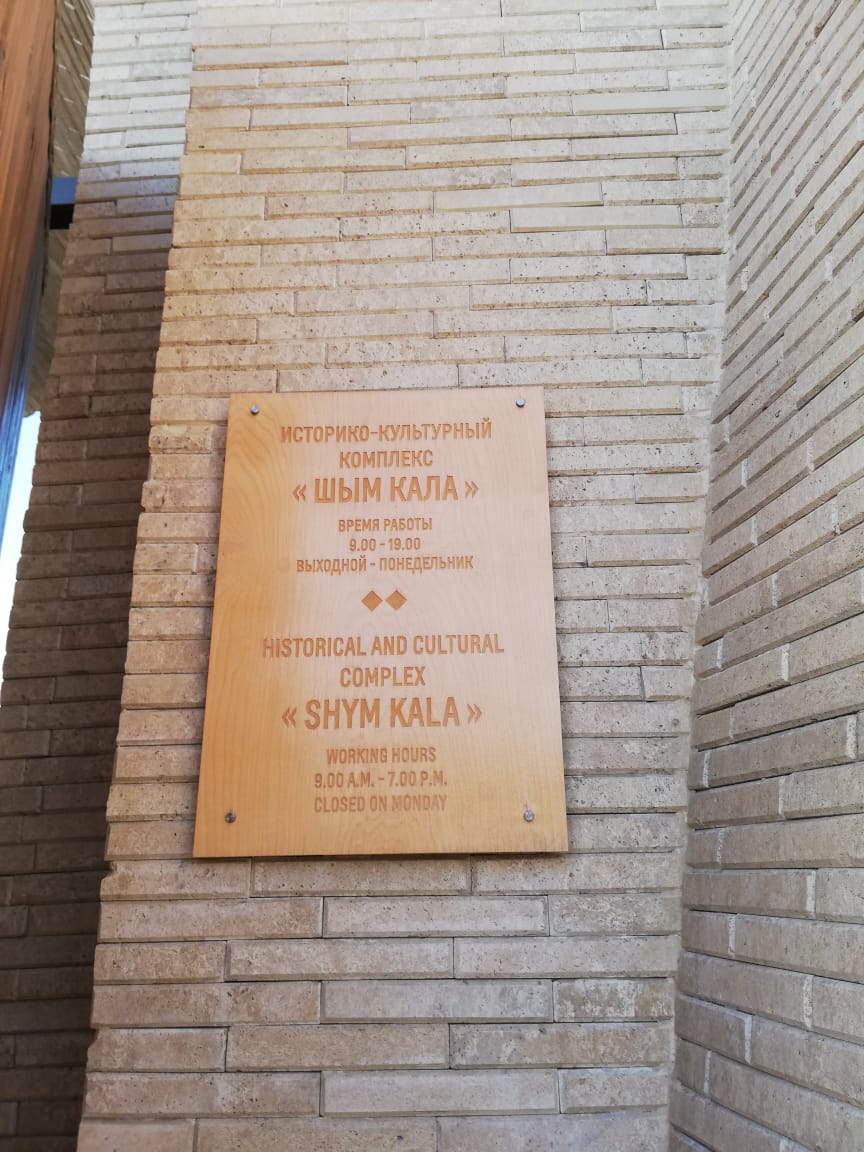 ИСТОРИКО-КУЛЬТУРНЫЙ
КОМПЛЕКС
« ШЫМ КАЛА »
ВРЕМЯ РАБОТЫ
9.00 - 19.00
ВЫХОДНОЙ - ПОНЕДЕЛЬНИК
HISTORICAL AND CULTURAL
COMPLEX
« SHYM KALA »
WORKING HOURS
9.00 A.M. - 7.00 P.M.
CLOSED ON MONDAY